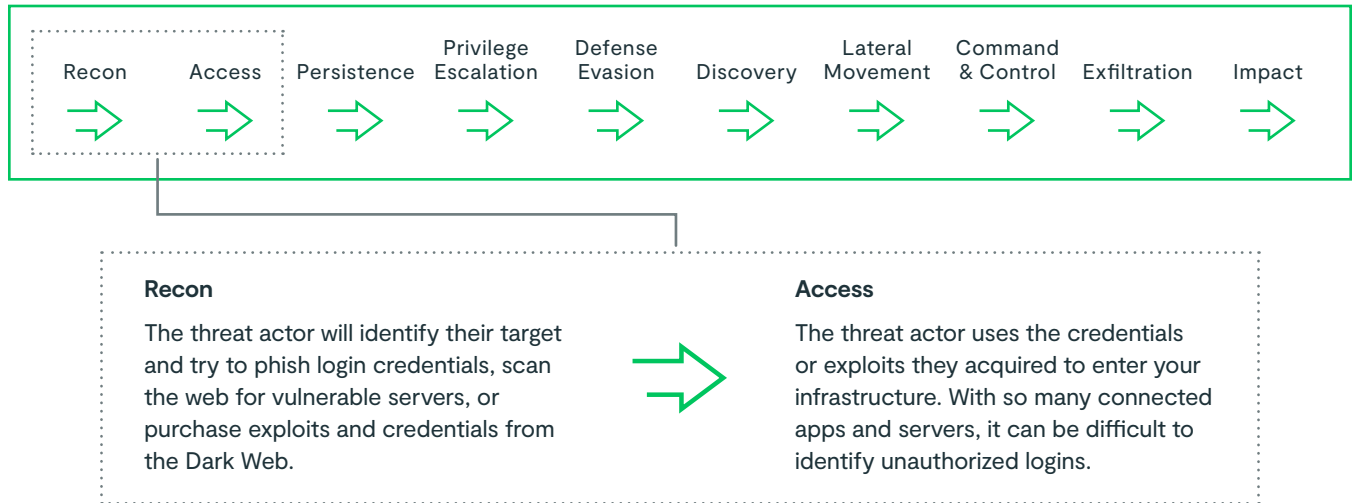 Recon
Access
Persistence
Privilege
Escalation
Defense
Evasion
Discovery
Lateral
Movement
Command
& Control
Exfiltration
Impact
Recon
The threat actor will identify their target
and try to phish login credentials, scan
the web for vulnerable servers, or
purchase exploits and credentials from
the Dark Web.
Access
The threat actor uses the credentials
or exploits they acquired to enter your
infrastructure. With so many connected
apps and servers, it can be difficult to
identify unauthorized logins.